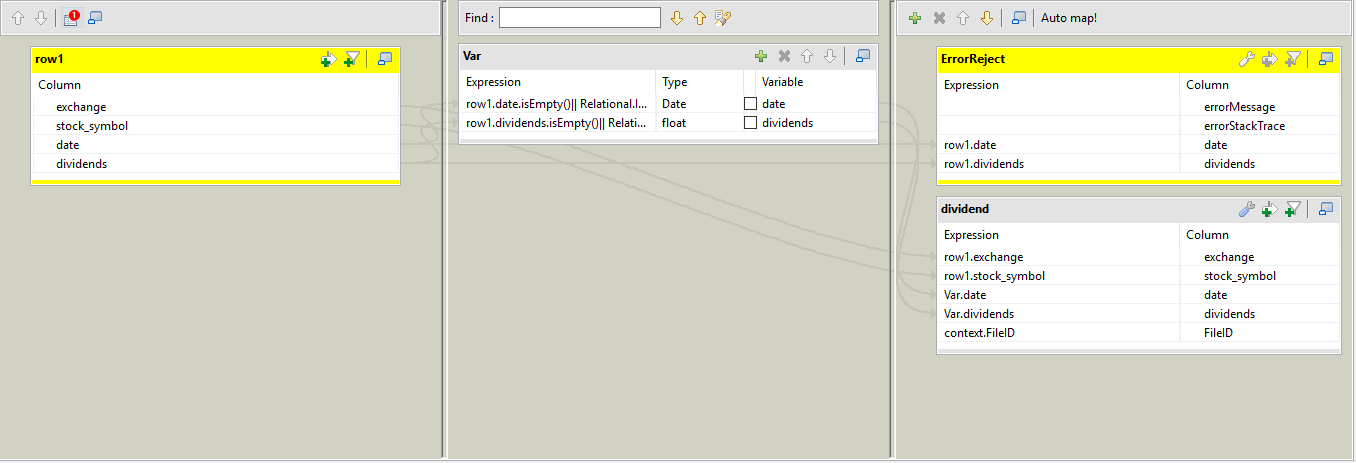 1
row1
Column
exchange
stock_symbol
date
dividends
Find :
Var
Expression Type Variable
row1.date.isEmpty()|| Relational.I... Date date
row1.dividends.isEmpty()|| Relati... float dividends
Auto map!
ErrorReject
Expression Column
errorMessage
errorStackTrace
row1.date date
row1.dividends dividends
dividend
Expression Column
row1.exchange exchange
row1.stock_symbol stock_symbol
Var.date date
Var.dividends dividends
context.FileID FileID